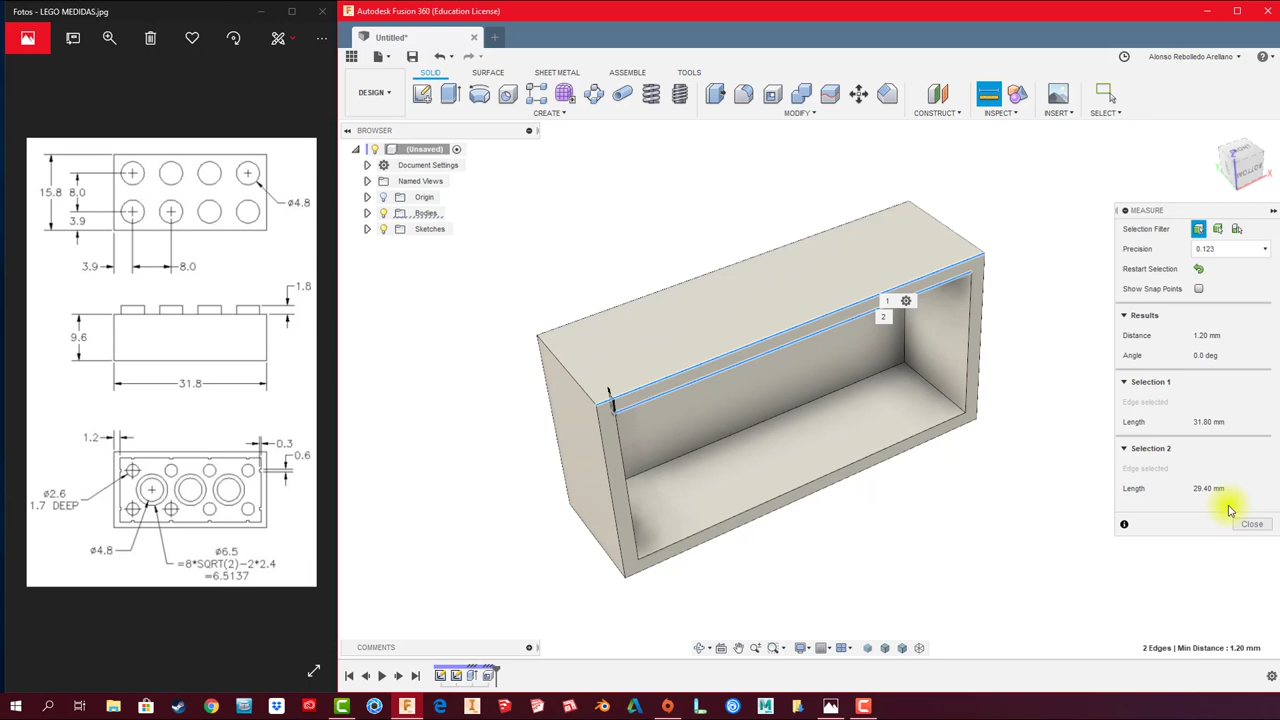 Fotos - LEGO MEDIDAS.jpg
15.8
8.0
3.9
ø4.8
3.9
8.0
1.8
9.6
31.8
1.2
0.3
0.6
ø2.6
1.7 DEEP
ø4.8
ø6.5
=8*SQRT(2)-2*2.4
=6.5137
Autodesk Fusion 360 (Education License)
Untitled*
Alonso Rebolledo Arellano
SOLID
SURFACE
SHEET METAL
ASSEMBLE
TOOLS
DESIGN
CREATE
MODIFY
CONSTRUCT
INSPECT
INSERT
SELECT
BROWSER
(Unsaved)
Document Settings
Named Views
Origin
Bodies
Sketches
1
2
Z
X
Y
BOTTOM
MEASURE
Selection Filter
Precision
0.123
Restart Selection
Show Snap Points
Results
Distance
1.20 mm
Angle
0.0 deg
Selection 1
Edge selected
Length
31.80 mm
Selection 2
Edge selected
Length
29.40 mm
Close
COMMENTS
2 Edges | Min Distance : 1.20 mm